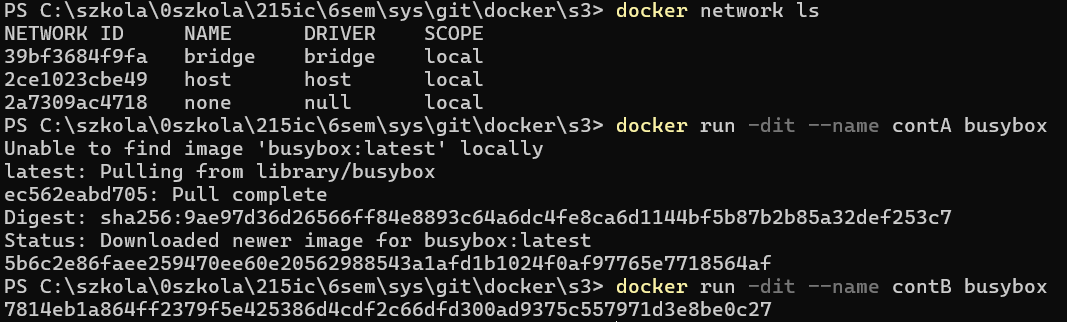 PS C:\szkola\0szkola\215ic\6sem\sys\git\docker\s3> docker network ls
NETWORK ID     NAME      DRIVER    SCOPE
39bf3684f9fa   bridge    bridge    local
2ce1023cbe49   host      host      local
2a7309ac4718   none      null      local
PS C:\szkola\0szkola\215ic\6sem\sys\git\docker\s3> docker run -dit --name contA busybox
Unable to find image 'busybox:latest' locally
latest: Pulling from library/busybox
ec562eabd705: Pull complete
Digest: sha256:9ae97d36d26566ff84e8893c64a6dc4fe8ca6d1144bf5b87b2b85a32def253c7
Status: Downloaded newer image for busybox:latest
5b6c2e86faee259470ee60e20562988543a1afd1b1024f0af97765e7718564af
PS C:\szkola\0szkola\215ic\6sem\sys\git\docker\s3> docker run -dit --name contB busybox
7814eb1a864ff2379f5e425386d4cdf2c66dfd300ad9375c557971d3e8be0c27